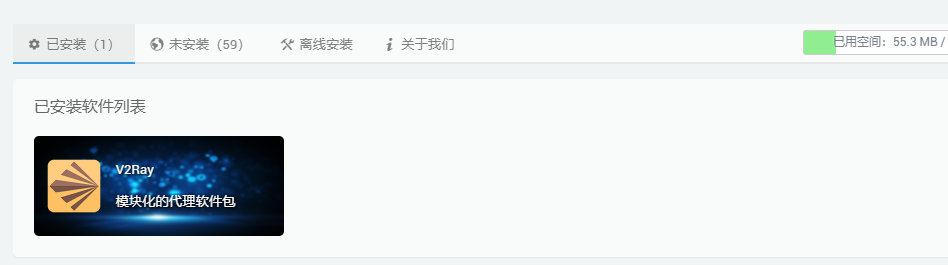 已安装（1）
未安装（59）
离线安装
关于我们
已用空间：55.3 MB /
已安装软件列表
V2Ray
模块化的代理软件包